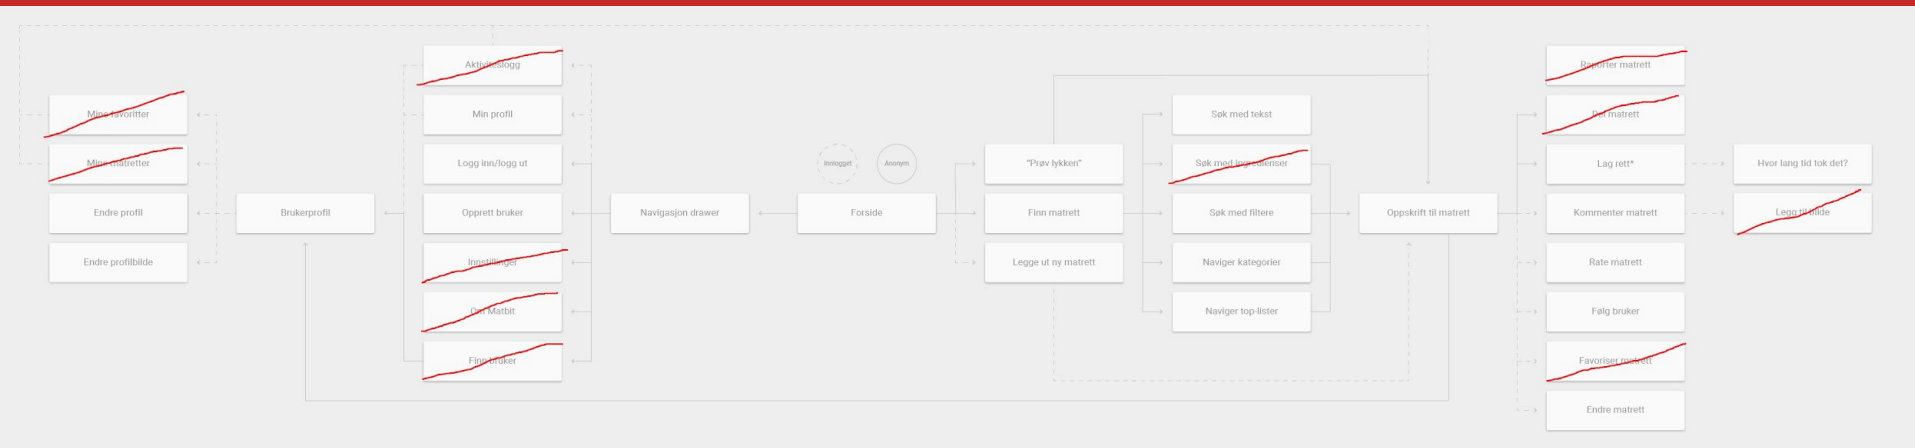 Mine favoritter
Mine matretter
Endre profil
Endre profilbilde
Brukerprofil
Aktiviteslogg
Min profil
Logg inn/logg ut
Opprett bruker
Innstillinger
Om Matbit
Finn bruker
Navigasjon drawer
Innlogget
Anonym
Forside
"Prøv lykken"
Finn matrett
Legge ut ny matrett
Søk med tekst
Søk med ingredienser
Søk med filtere
Naviger kategorier
Naviger top-lister
Oppskrift til matrett
Raporter matrett
Del matrett
Lag rett*
Kommenter matrett
Rate matrett
Følg bruker
Favoriser matrett
Endre matrett
Hvor lang tid tok det?
Legg til bilde